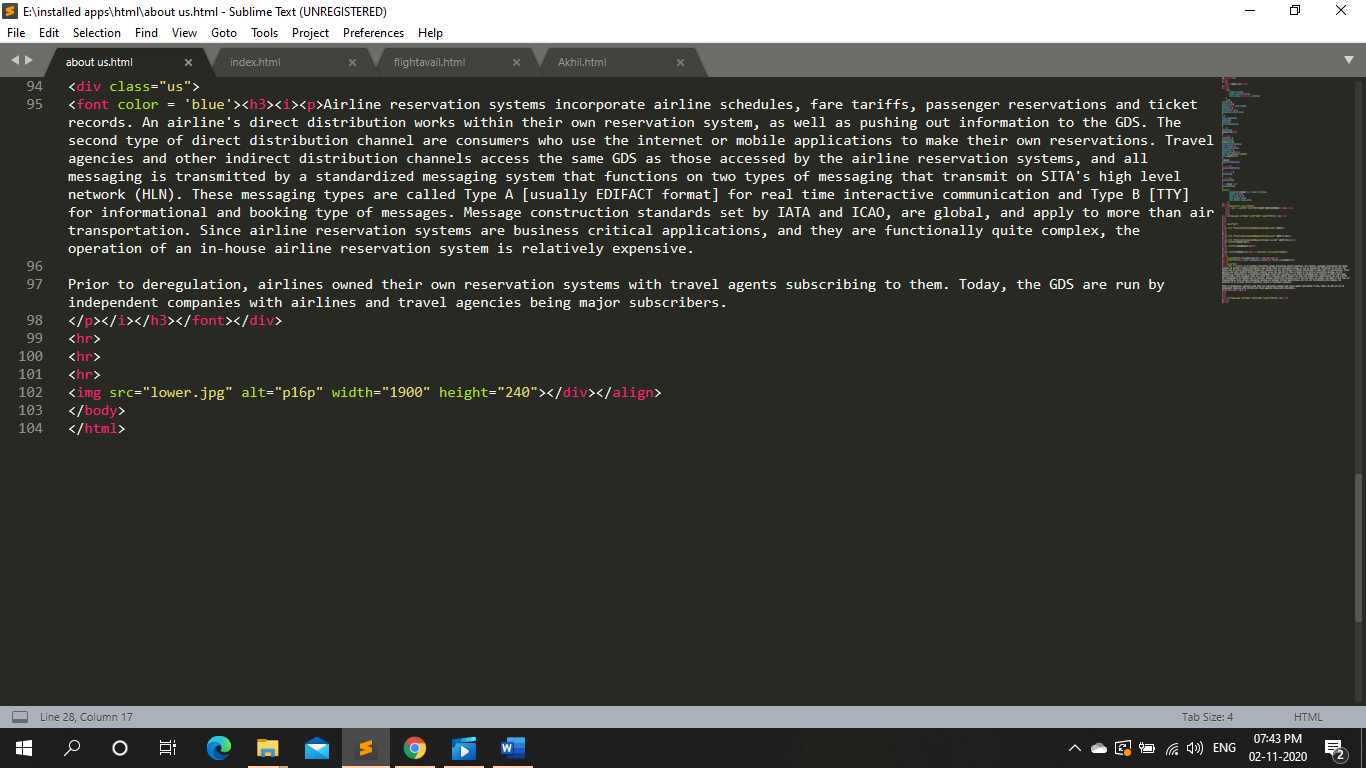 E:\installed apps\html\about us.html - Sublime Text (UNREGISTERED)
File Edit Selection Find View Goto Tools Project Preferences Help
about us.html index.html flightavail.html Akhil.html
94 <div class="us">
95 <font color = 'blue'><h3><i><p>Airline reservation systems incorporate airline schedules, fare tariffs, passenger reservations and ticket
records. An airline's direct distribution works within their own reservation system, as well as pushing out information to the GDS. The
second type of direct distribution channel are consumers who use the internet or mobile applications to make their own reservations. Travel
agencies and other indirect distribution channels access the same GDS as those accessed by the airline reservation systems, and all
messaging is transmitted by a standardized messaging system that functions on two types of messaging that transmit on SITA's high level
network (HLN). These messaging types are called Type A [usually EDIFACT format] for real time interactive communication and Type B [TTY]
for informational and booking type of messages. Message construction standards set by IATA and ICAO, are global, and apply to more than air
transportation. Since airline reservation systems are business critical applications, and they are functionally quite complex, the
operation of an in-house airline reservation system is relatively expensive.
96
97 Prior to deregulation, airlines owned their own reservation systems with travel agents subscribing to them. Today, the GDS are run by
independent companies with airlines and travel agencies being major subscribers.
98 </p></i></h3></font></div>
99 <hr>
100 <hr>
101 <hr>
102 <img src="lower.jpg" alt="p16p" width="1900" height="240"></div></align>
103 </body>
104 </html>
Line 28, Column 17 Tab Size: 4 HTML
ENG 07:43 PM
02-11-2020 2